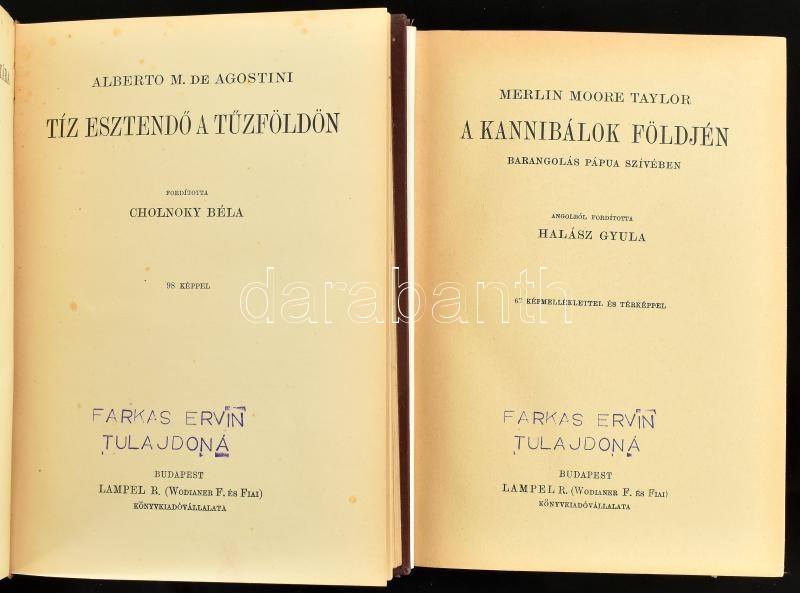 ALBERTO M. DE AGOSTINI
TÍZ ESZTENDŐ A TŰZFÖLDÖN
FORDÍTOTTA
CHOLNOKY BÉLA
98 KÉPPEL
FARKAS ERVIN
TULAJDONA
BUDAPEST
LAMPEL R. (WODIANER F. ÉS FIAI)
KÖNYVKIADÓVÁLLALATA
MERLIN MOORE TAYLOR
A KANNIBÁLOK FÖLDJÉN
BARANGOLÁS PÁPUA SZÍVÉBEN
ANGOLBÓL FORDÍTOTTA
HALÁSZ GYULA
67 KÉPMELLÉKLETTEL ÉS TÉRKÉPPEL
FARKAS ERVIN
TULAJDONA
BUDAPEST
LAMPEL R. (WODIANER F. ÉS FIAI)
KÖNYVKIADÓVÁLLALATA
darabanth